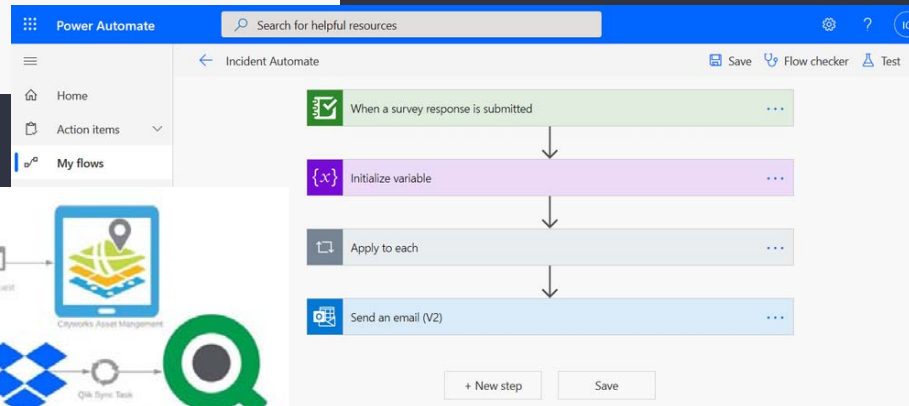 Power Automate
Search for helpful resources
?
Incident Automate
Save
Flow checker
Test
Home
Action items
My flows
When a survey response is submitted
{x} Initialize variable
Apply to each
Send an email (V2)
+ New step
Save
Cityworks Asset Mangement
Qlik Sync Task